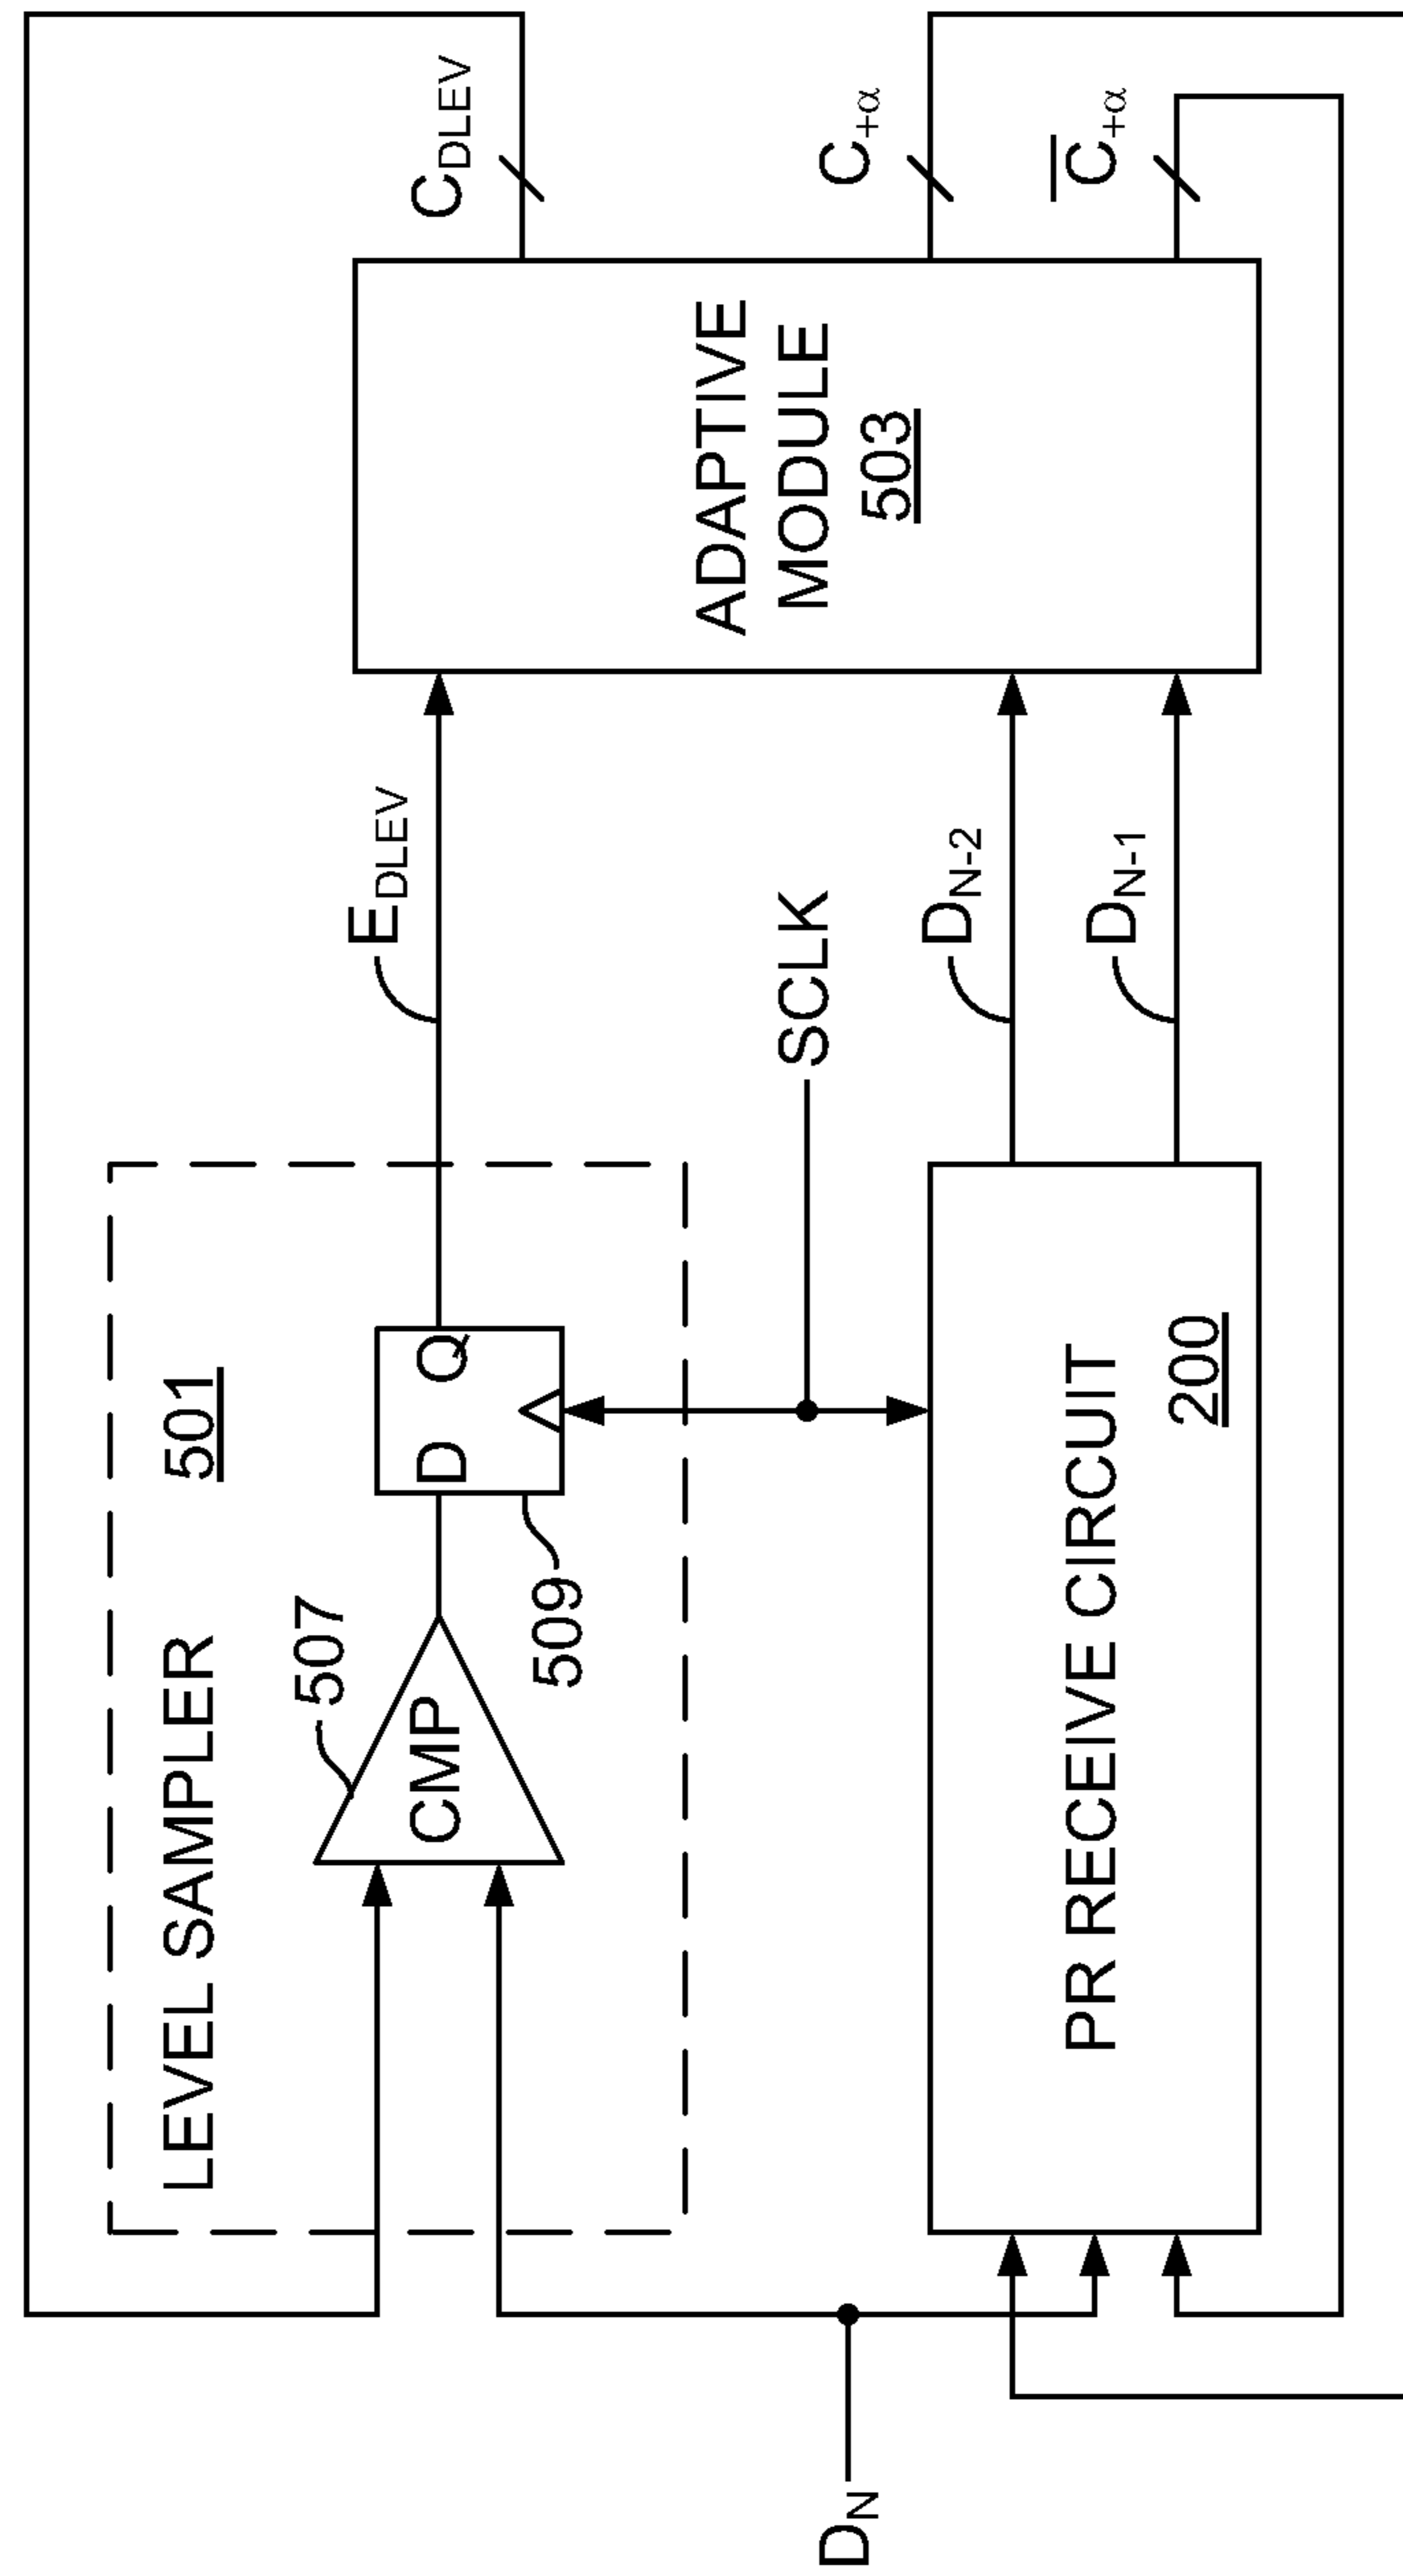 LEVEL SAMPLER 501
507
CMP
D Q
509
E_DLEV
C_DLEV
ADAPTIVE
MODULE
503
SCLK
D_N
D_N-2
D_N-1
C_+α
C̅_+α
PR RECEIVE CIRCUIT
200